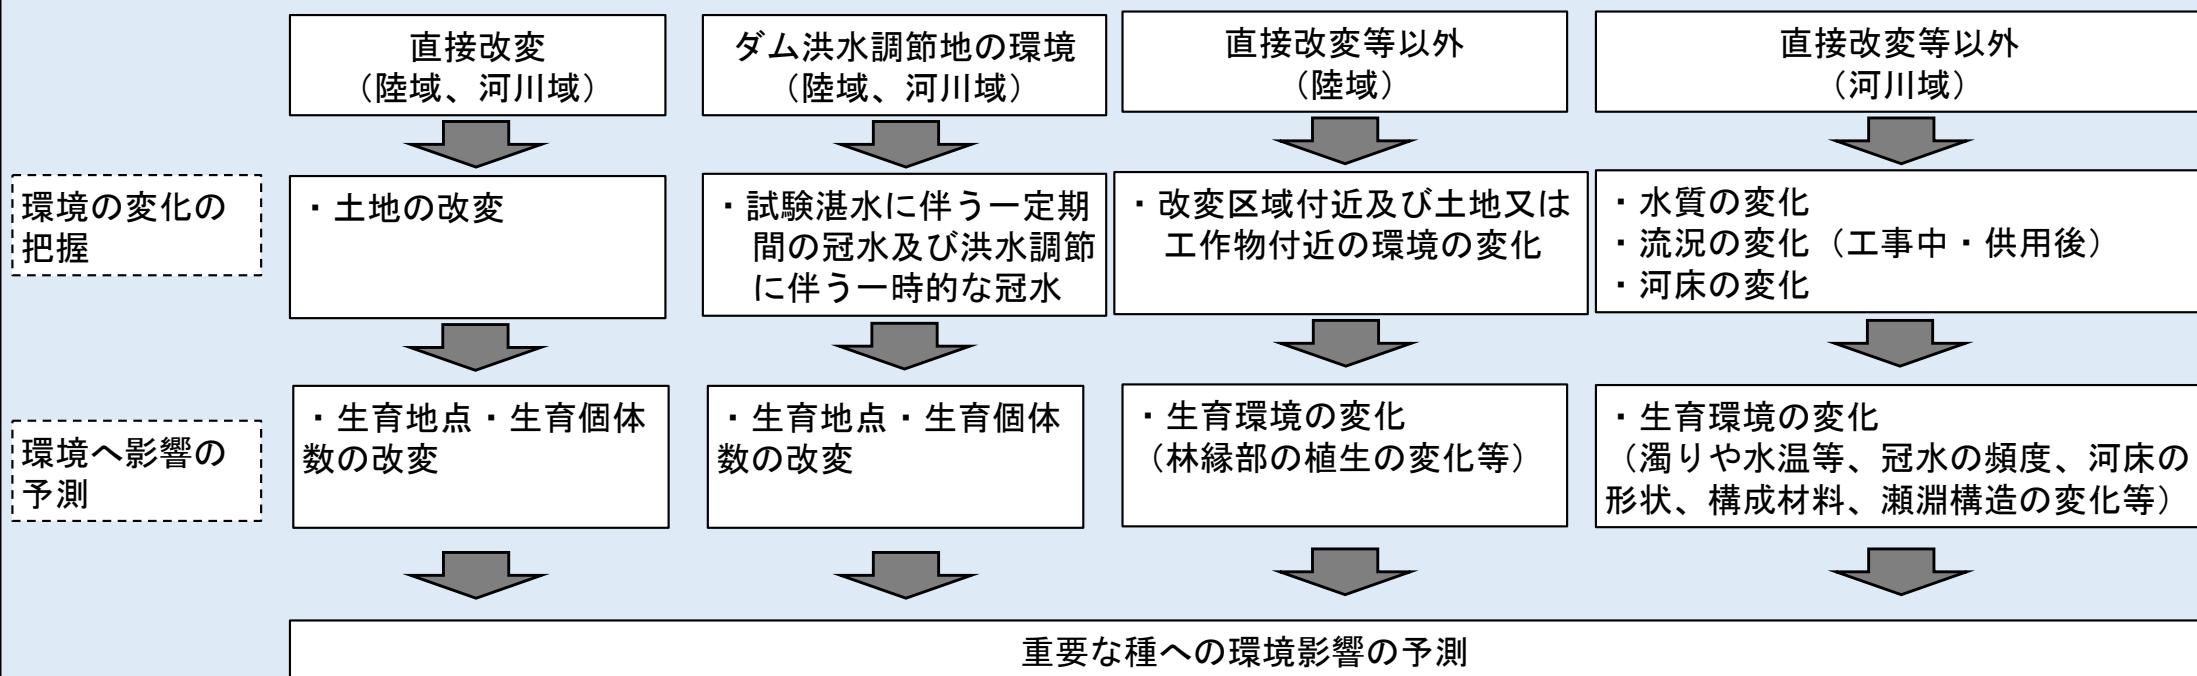 直接改変
（陸域、河川域）
ダム洪水調節地の環境
（陸域、河川域）
直接改変等以外
（陸域）
直接改変等以外
（河川域）
環境の変化の
把握
・土地の改変
・試験湛水に伴う一定期
間の冠水及び洪水調節
に伴う一時的な冠水
・改変区域付近及び土地又は
工作物付近の環境の変化
・水質の変化
・流況の変化（工事中・供用後）
・河床の変化
環境へ影響の
予測
・生育地点・生育個体
数の改変
・生育地点・生育個体
数の改変
・生育環境の変化
（林縁部の植生の変化等）
・生育環境の変化
（濁りや水温等、冠水の頻度、河床の
形状、構成材料、瀬淵構造の変化等）
重要な種への環境影響の予測